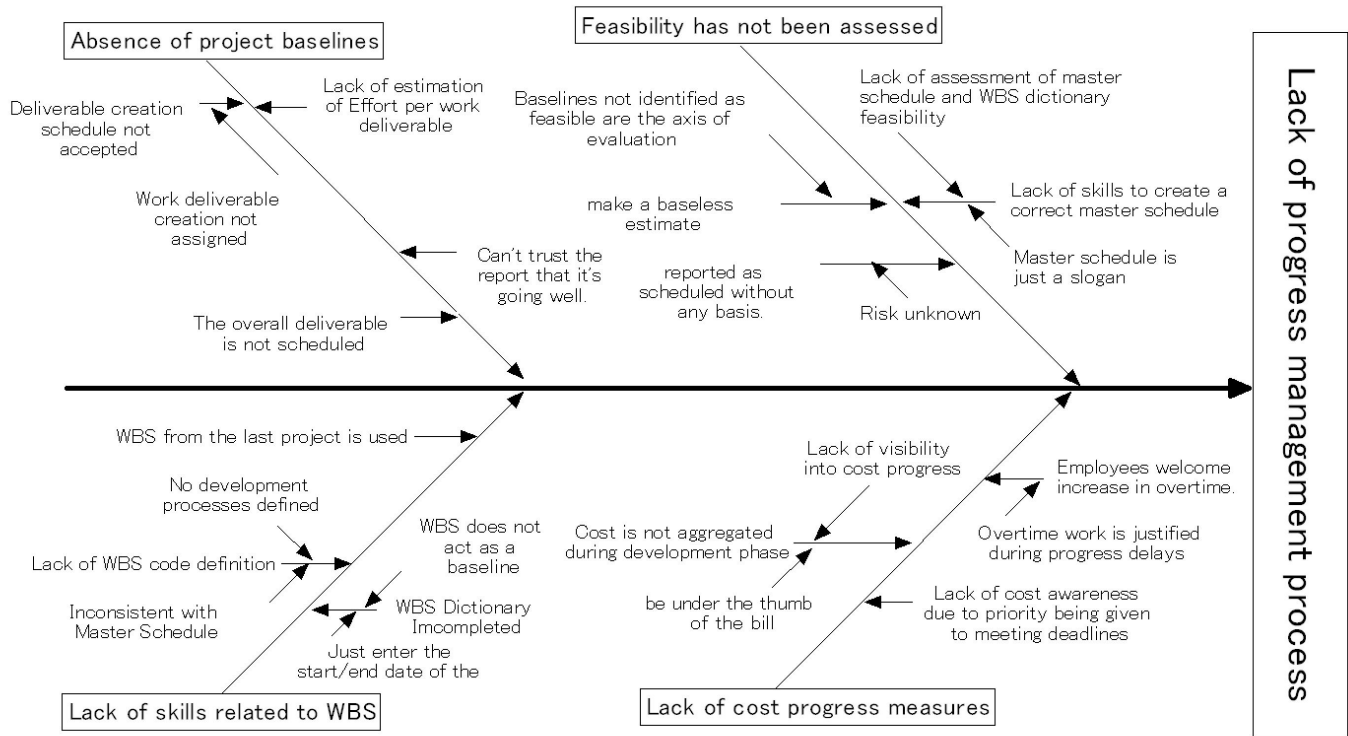 Absence of project baselines
Deliverable creation
schedule not
accepted
Lack of estimation
of Effort per work
deliverable
Work deliverable
creation not
assigned
Can't trust the
report that it's
going well.
The overall deliverable
is not scheduled
Feasibility has not been assessed
Baselines not identified as
feasible are the axis of
evaluation
Lack of assessment of master
schedule and WBS dictionary
feasibility
make a baseless
estimate
Lack of skills to create a
correct master schedule
reported as
scheduled without
any basis.
Master schedule is
just a slogan
Risk unknown
Lack of progress management process
WBS from the last project is used
No development
processes defined
Lack of WBS code definition
WBS does not
act as a
baseline
Inconsistent with
Master Schedule
WBS Dictionary
Imcompleted
Just enter the
start/end date of the
Lack of skills related to WBS
Lack of visibility
into cost progress
Employees welcome
increase in overtime.
Cost is not aggregated
during development phase
Overtime work is justified
during progress delays
be under the thumb
of the bill
Lack of cost awareness
due to priority being given
to meeting deadlines
Lack of cost progress measures